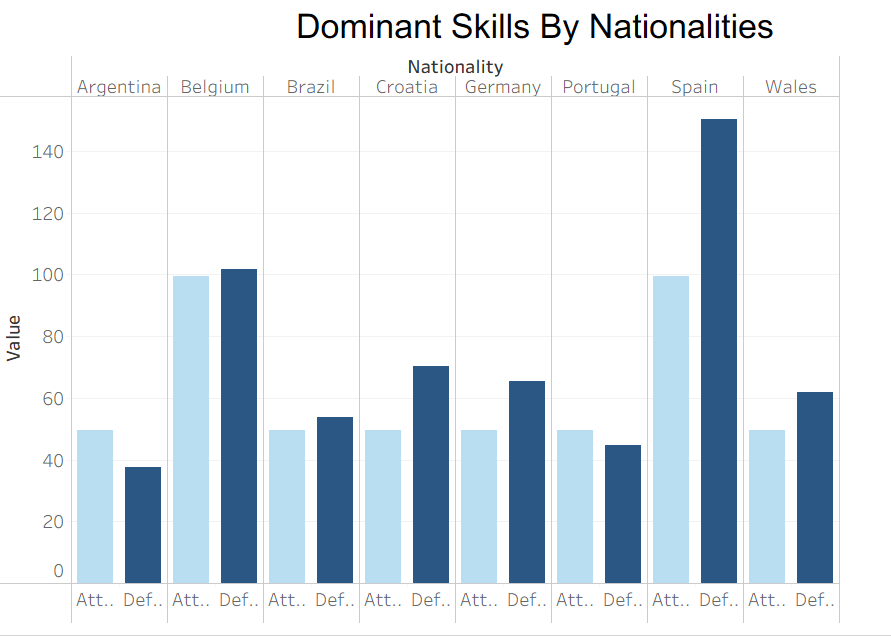 Dominant Skills By Nationalities
Nationality
Argentina Belgium Brazil Croatia Germany Portugal Spain Wales
140
120
100
80
60
40
20
0
Value
Att.. Def.. Att.. Def.. Att.. Def.. Att.. Def.. Att.. Def.. Att.. Def.. Att.. Def.. Att.. Def..